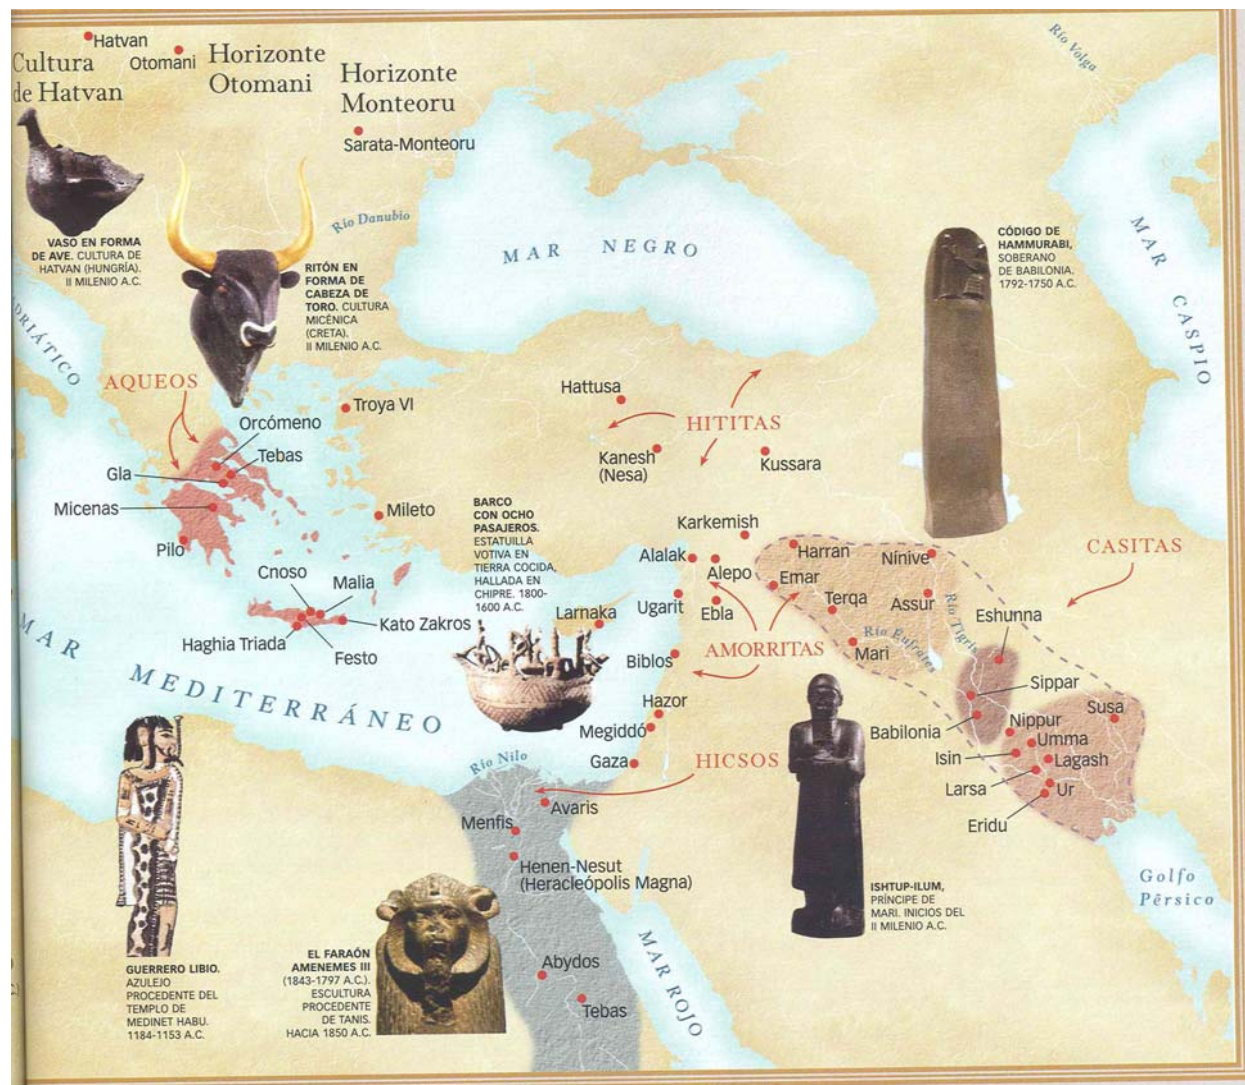 Hatvan
Cultura
de Hatvan
Otomani
Horizonte
Otomani
Horizonte
Monteoru
Sarata-Monteoru
Río Volga
Río Danubio
MAR NEGRO
MAR CASPIO
VASO EN FORMA
DE AVE. CULTURA DE
HATVAN (HUNGRÍA).
II MILENIO A.C.
RITÓN EN
FORMA DE
CABEZA DE
TORO. CULTURA
MICÉNICA
(CRETA).
II MILENIO A.C.
CÓDIGO DE
HAMMURABI,
SOBERANO
DE BABILONIA.
1792-1750 A.C.
DRIÁTICO
AQUEOS
Troya VI
Orcómeno
Tebas
Gla
Micenas
Pilo
Mileto
Hattusa
HITITAS
Kanesh
(Nesa)
Kussara
BARCO
CON OCHO
PASAJEROS.
ESTATUILLA
VOTIVA EN
TIERRA COCIDA,
HALLADA EN
CHIPRE. 1800-
1600 A.C.
Karkemish
Alalak
Alepo
Harran
Nínive
CASITAS
Emar
Ugarit
Ebla
Terqa
Assur
Río Tigris
Eshunna
Cnoso
Malia
Kato Zakros
Haghia Triada
Festo
Larnaka
AMORRITAS
Río Eufrates
Mari
Biblos
MAR MEDITERRÁNEO
Sippar
Hazor
Babilonia
Nippur
Susa
Megiddó
Umma
Isin
Lagash
Gaza
HICSOS
Larsa
Ur
Eridu
Río Nilo
Avaris
Menfis
Henen-Nesut
(Heracleópolis Magna)
Golfo
Pérsico
ISHTUP-ILUM,
PRÍNCIPE DE
MARI. INICIOS DEL
II MILENIO A.C.
GUERRERO LIBIO.
AZULEJO
PROCEDENTE DEL
TEMPLO DE
MEDINET HABU.
1184-1153 A.C.
EL FARAÓN
AMENEMES III
(1843-1797 A.C.).
ESCULTURA
PROCEDENTE
DE TANIS.
HACIA 1850 A.C.
Abydos
Tebas
MAR ROJO